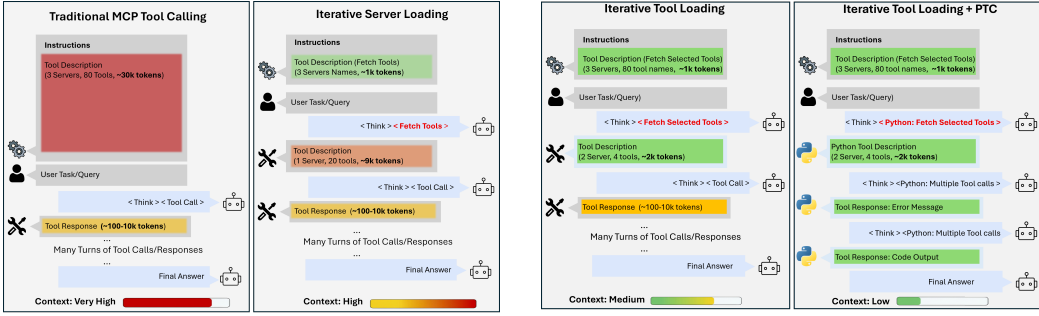 Traditional MCP Tool Calling
Instructions
Tool Description
(3 Servers, 80 Tools, ~30k tokens)
User Task/Query
< Think > < Tool Call >
Tool Response (~100-10k tokens)
...
Many Turns of Tool Calls/Responses
...
Final Answer
Context: Very High
Iterative Server Loading
Instructions
Tool Description (Fetch Tools)
(3 Servers Names, ~1k tokens)
User Task/Query
< Think > < Fetch Tools >
Tool Description
(1 Server, 20 tools, ~9k tokens)
< Think > < Tool Call >
Tool Response (~100-10k tokens)
...
Many Turns of Tool Calls/Responses
...
Final Answer
Context: High
Iterative Tool Loading
Instructions
Tool Description (Fetch Selected Tools)
(3 Servers, 80 tool names, ~1k tokens)
User Task/Query)
< Think > < Fetch Selected Tools >
Tool Description
(2 Server, 4 tools, ~2k tokens)
< Think > < Tool Call>
Tool Response (~100-10k tokens)
...
Many Turns of Tool Calls/Responses
...
Final Answer
Context: Medium
Iterative Tool Loading + PTC
Instructions
Tool Description (Fetch Selected Tools)
(3 Servers, 80 tool names, ~1k tokens)
User Task/Query)
< Think > < Python: Fetch Selected Tools >
Python Tool Description
(2 Server, 4 tools, ~2k tokens)
< Think > <Python: Multiple Tool calls >
Tool Response: Error Message
< Think > <Python: Multiple Tool calls
Tool Response: Code Output
Final Answer
Context: Low